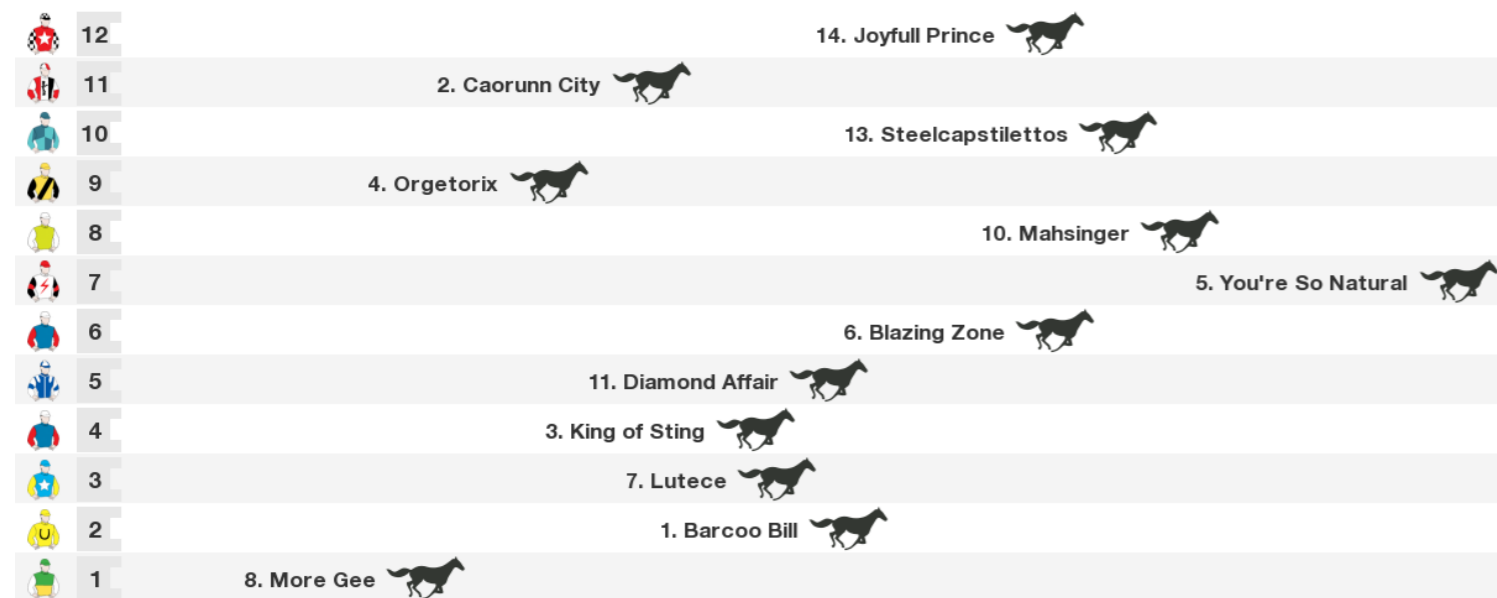 12 14. Joyfull Prince
11 2. Caorunn City
10 13. Steelcapstilettos
9 4. Orgetorix
8 10. Mahsinger
7 5. You're So Natural
6 6. Blazing Zone
5 11. Diamond Affair
4 3. King of Sting
3 7. Lutece
2 1. Barcoo Bill
1 8. More Gee